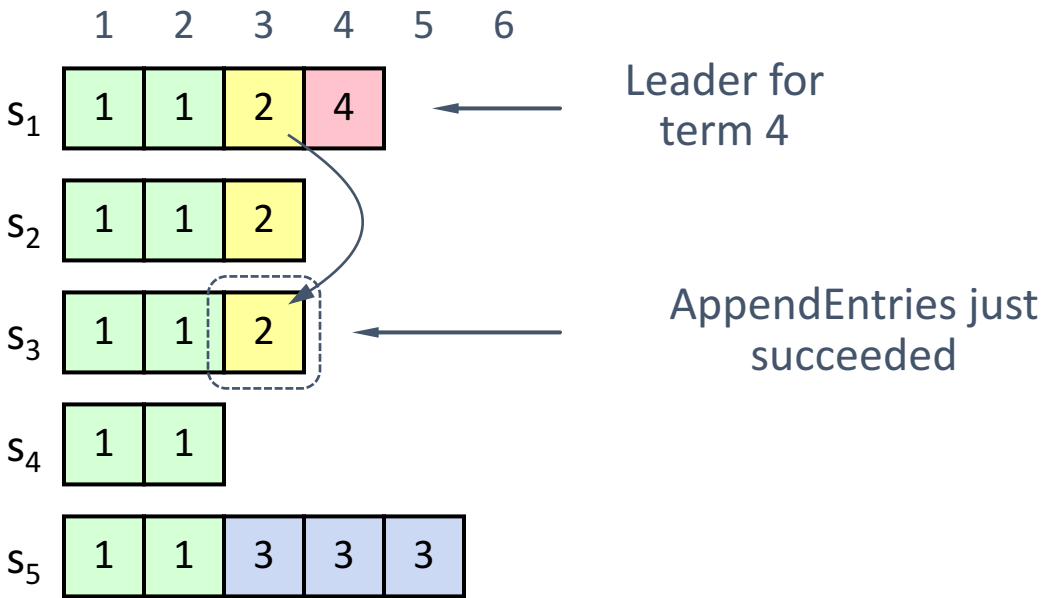 1 2 3 4 5 6
s₁ 1 1 2 4
Leader for
term 4
s₂ 1 1 2
s₃ 1 1 2
AppendEntries just
succeeded
s₄ 1 1
s₅ 1 1 3 3 3